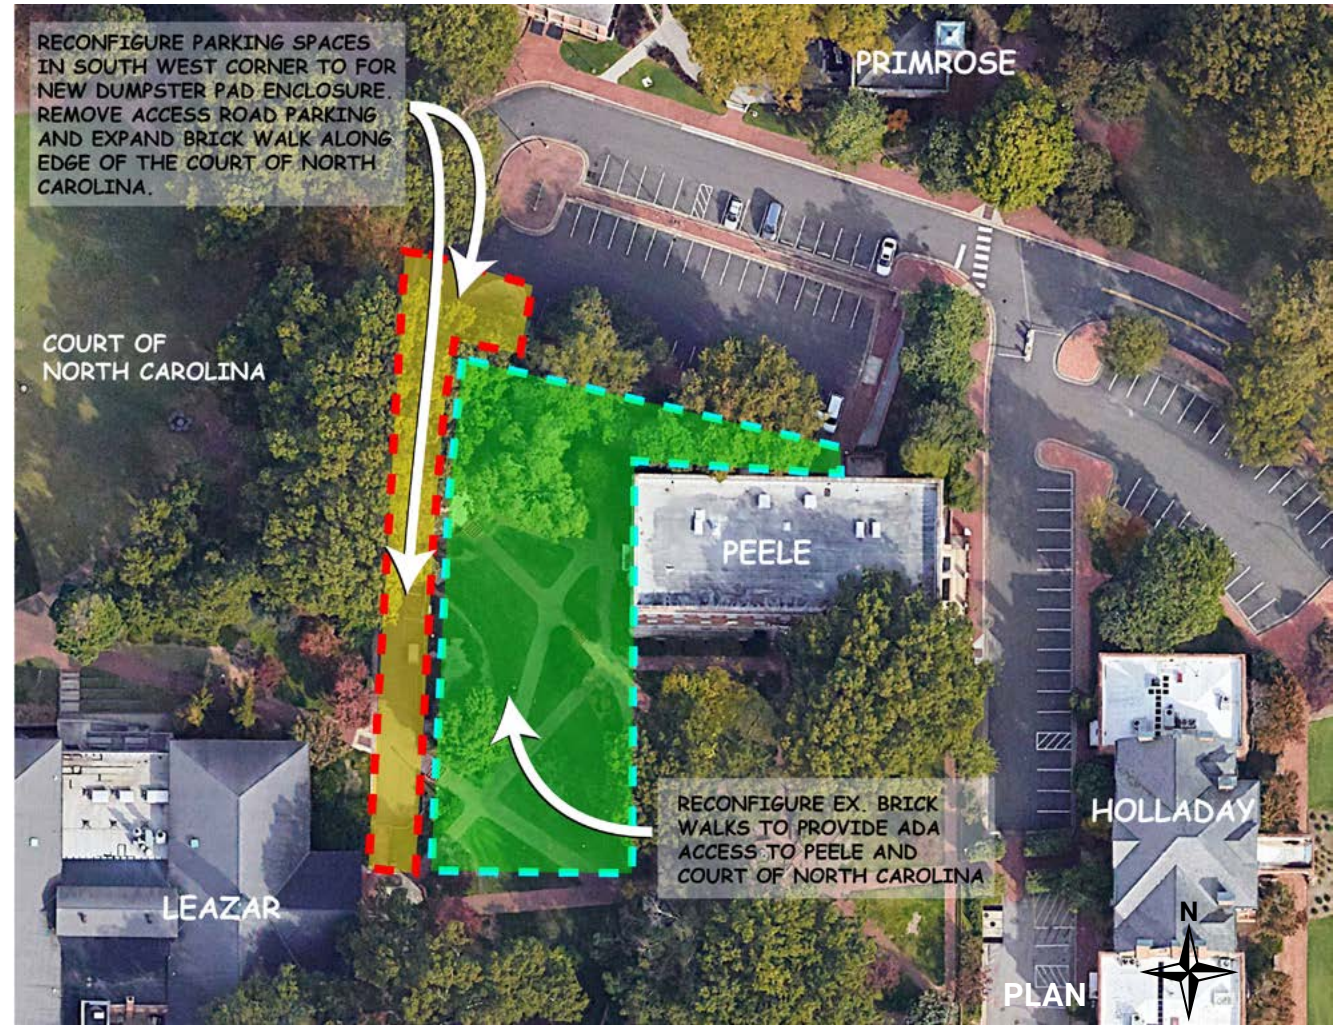 RECONFIGURE PARKING SPACES
IN SOUTH WEST CORNER TO FOR
NEW DUMPSTER PAD ENCLOSURE.
REMOVE ACCESS ROAD PARKING
AND EXPAND BRICK WALK ALONG
EDGE OF THE COURT OF NORTH
CAROLINA.
PRIMROSE
COURT OF
NORTH CAROLINA
PEELE
RECONFIGURE EX. BRICK
WALKS TO PROVIDE ADA
ACCESS TO PEELE AND
COURT OF NORTH CAROLINA
HOLLADAY
LEAZAR
N
PLAN